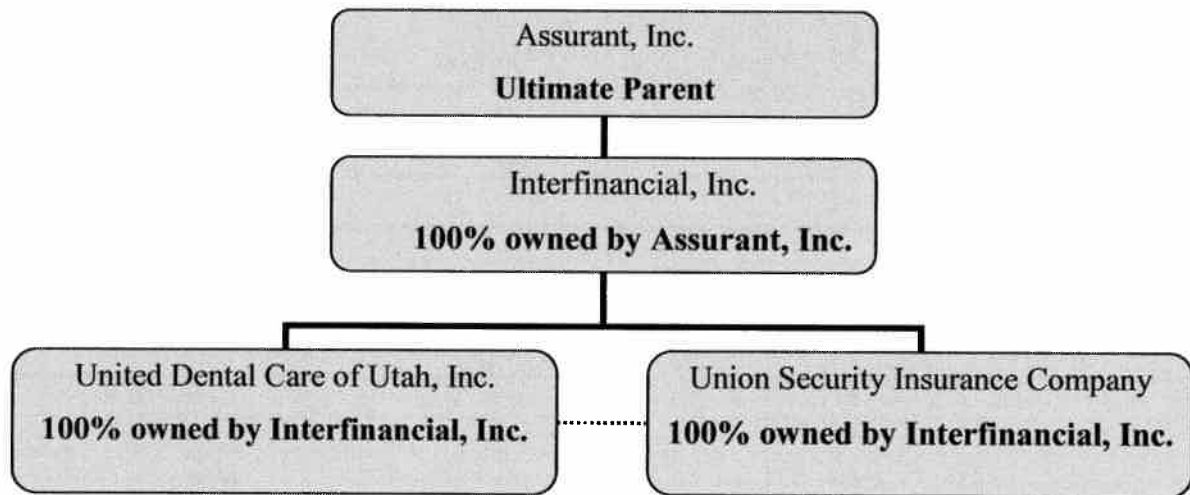 Assurant, Inc.
Ultimate Parent
Interfinancial, Inc.
100% owned by Assurant, Inc.
United Dental Care of Utah, Inc.
100% owned by Interfinancial, Inc.
Union Security Insurance Company
100% owned by Interfinancial, Inc.